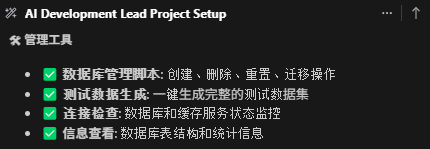 AI Development Lead Project Setup
🛠 管理工具
✅ 数据库管理脚本: 创建、删除、重置、迁移操作
✅ 测试数据生成: 一键生成完整的测试数据集
✅ 连接检查: 数据库和缓存服务状态监控
✅ 信息查看: 数据库表结构和统计信息